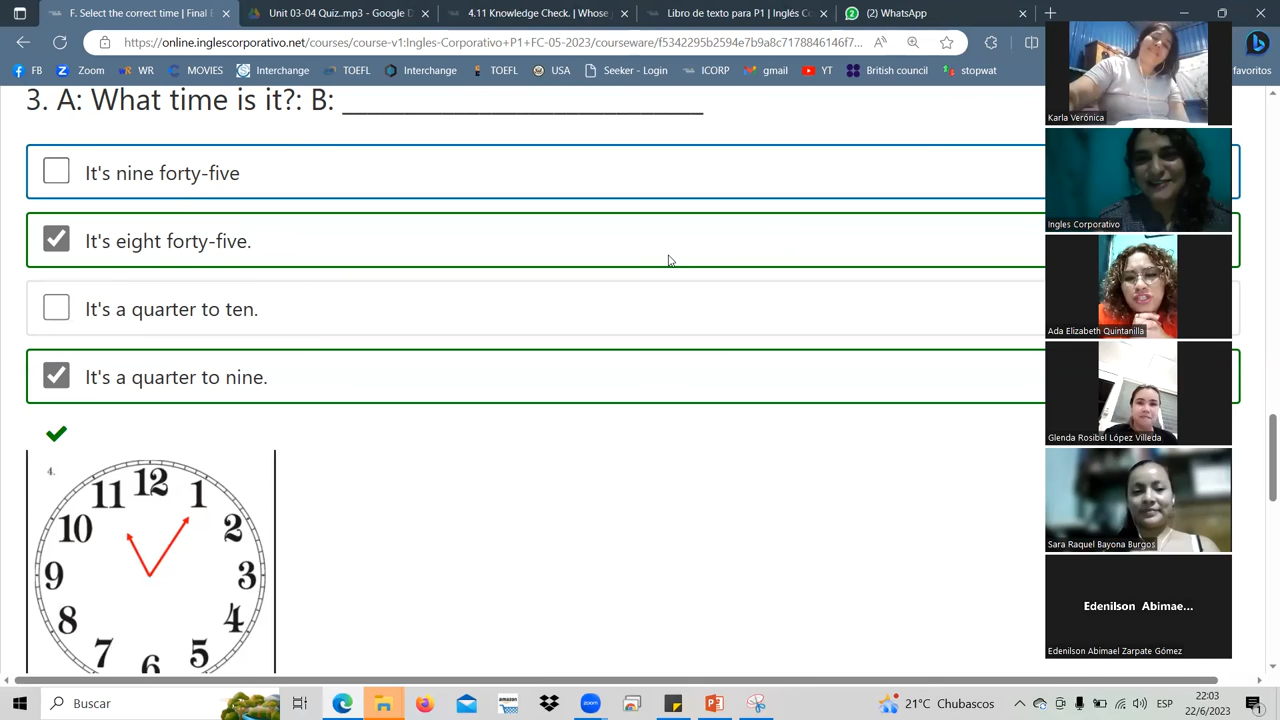 F. Select the correct time | Final E
Unit 03-04 Quiz.mp3 - Google D
4.11 Knowledge Check. | Whose
Libro de texto para P1 | Inglés Co
2
(2) WhatsApp
https://online.inglescorporativo.net/courses/course-v1:Ingles-Corporativo+P1+FC-05-2023/courseware/f5342295b2594e7b9a8c7178846146f7...
FB
Zoom
WR
MOVIES
Interchange
TOEFL
Interchange
TOEFL
USA
Seeker - Login
ICORP
gmail
YT
British council
stopwat
favoritos
3. A: What time is it?: B: ___________________________
It's nine forty-five
It's eight forty-five.
It's a quarter to ten.
It's a quarter to nine.
4.
12
11
1
10
2
9
3
8
4
7
5
6
Karla Verónica
Ingles Corporativo
Ada Elizabeth Quintanilla
Glenda Rosibel López Villeda
Sara Raquel Bayona Burgos
Edenilson Abimae...
Edenilson Abimael Zarpate Gómez
Buscar
amazon
zoom
21°C Chubascos
ESP
22:03
22/6/2023
1